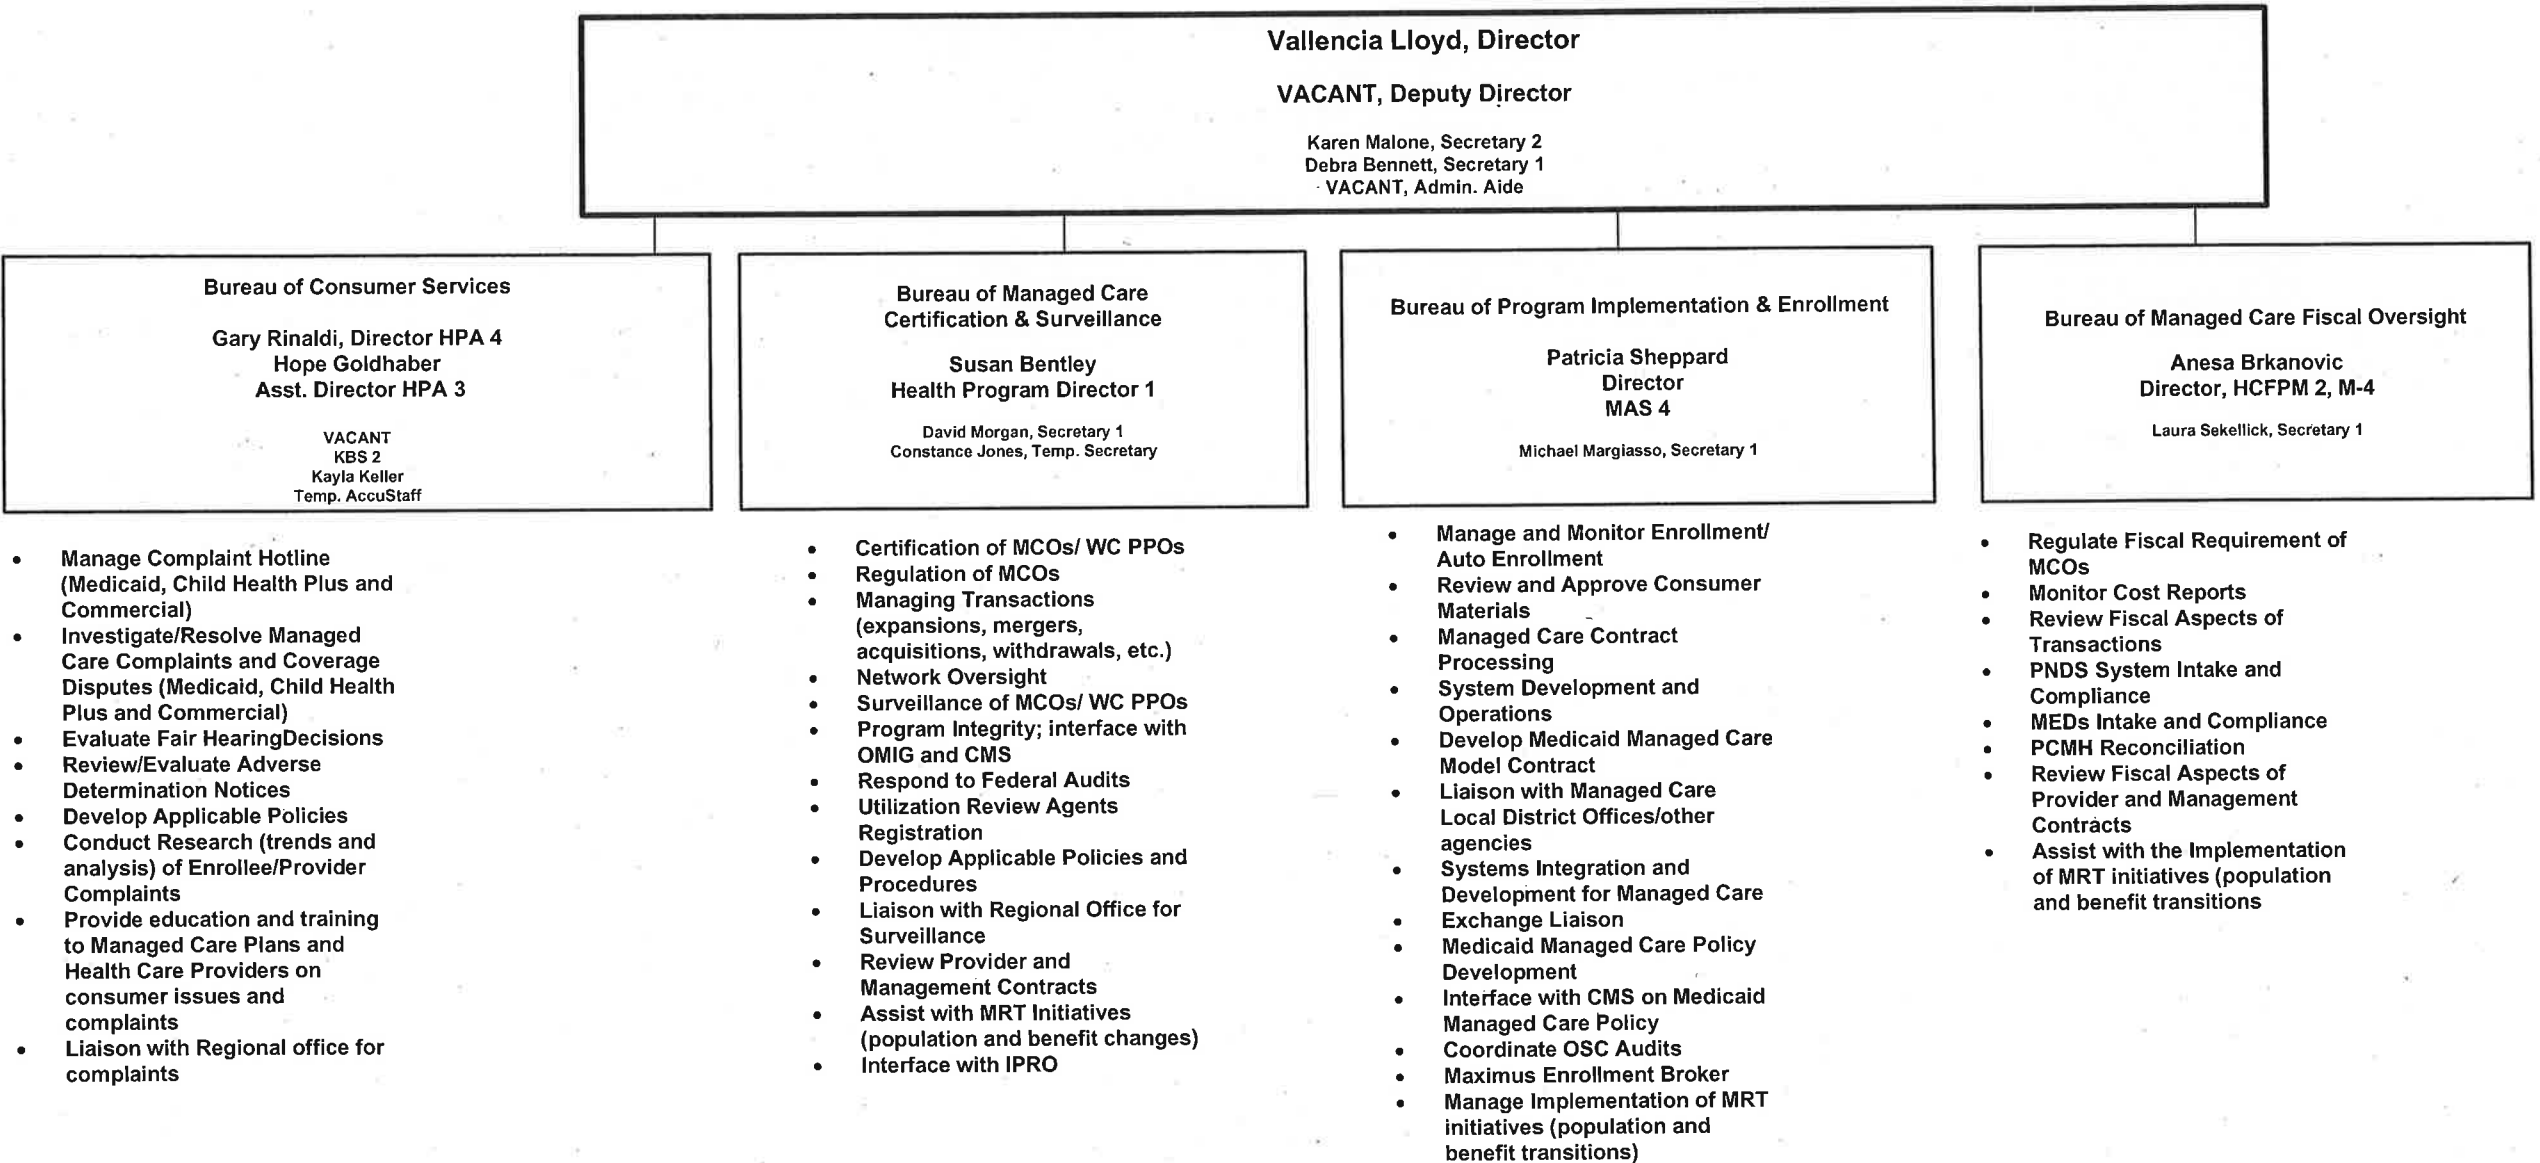 Vallencia Lloyd, Director
VACANT, Deputy Director
Karen Malone, Secretary 2
Debra Bennett, Secretary 1
VACANT, Admin. Aide
Bureau of Consumer Services
Gary Rinaldi, Director HPA 4
Hope Goldhaber
Asst. Director HPA 3
VACANT
KBS 2
Kayla Keller
Temp. AccuStaff
• Manage Complaint Hotline
(Medicaid, Child Health Plus and
Commercial)
• Investigate/Resolve Managed
Care Complaints and Coverage
Disputes (Medicaid, Child Health
Plus and Commercial)
• Evaluate Fair HearingDecisions
• Review/Evaluate Adverse
Determination Notices
• Develop Applicable Policies
• Conduct Research (trends and
analysis) of Enrollee/Provider
Complaints
• Provide education and training
to Managed Care Plans and
Health Care Providers on
consumer issues and
complaints
• Liaison with Regional office for
complaints
Bureau of Managed Care
Certification & Surveillance
Susan Bentley
Health Program Director 1
David Morgan, Secretary 1
Constance Jones, Temp. Secretary
• Certification of MCOs/ WC PPOs
• Regulation of MCOs
• Managing Transactions
(expansions, mergers,
acquisitions, withdrawals, etc.)
• Network Oversight
• Surveillance of MCOs/ WC PPOs
• Program Integrity; interface with
OMIG and CMS
• Respond to Federal Audits
• Utilization Review Agents
Registration
• Develop Applicable Policies and
Procedures
• Liaison with Regional Office for
Surveillance
• Review Provider and
Management Contracts
• Assist with MRT Initiatives
(population and benefit changes)
• Interface with IPRO
Bureau of Program Implementation & Enrollment
Patricia Sheppard
Director
MAS 4
Michael Margiasso, Secretary 1
• Manage and Monitor Enrollment/
Auto Enrollment
• Review and Approve Consumer
Materials
• Managed Care Contract
Processing
• System Development and
Operations
• Develop Medicaid Managed Care
Model Contract
• Liaison with Managed Care
Local District Offices/other
agencies
• Systems Integration and
Development for Managed Care
• Exchange Liaison
• Medicaid Managed Care Policy
Development
• Interface with CMS on Medicaid
Managed Care Policy
• Coordinate OSC Audits
• Maximus Enrollment Broker
• Manage Implementation of MRT
initiatives (population and
benefit transitions)
Bureau of Managed Care Fiscal Oversight
Anesa Brkanovic
Director, HCFPM 2, M-4
Laura Sekellick, Secretary 1
• Regulate Fiscal Requirement of
MCOs
• Monitor Cost Reports
• Review Fiscal Aspects of
Transactions
• PNDS System Intake and
Compliance
• MEDs Intake and Compliance
• PCMH Reconciliation
• Review Fiscal Aspects of
Provider and Management
Contracts
• Assist with the Implementation
of MRT initiatives (population
and benefit transitions